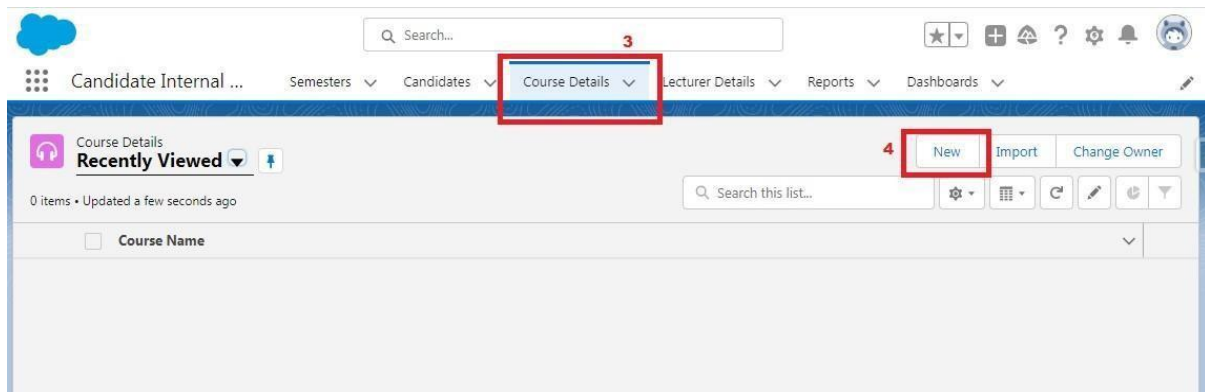 Search...
3
Candidate Internal ... Semesters Candidates Course Details Lecturer Details Reports Dashboards
Course Details
Recently Viewed
4 New Import Change Owner
0 items • Updated a few seconds ago
Search this list...
Course Name